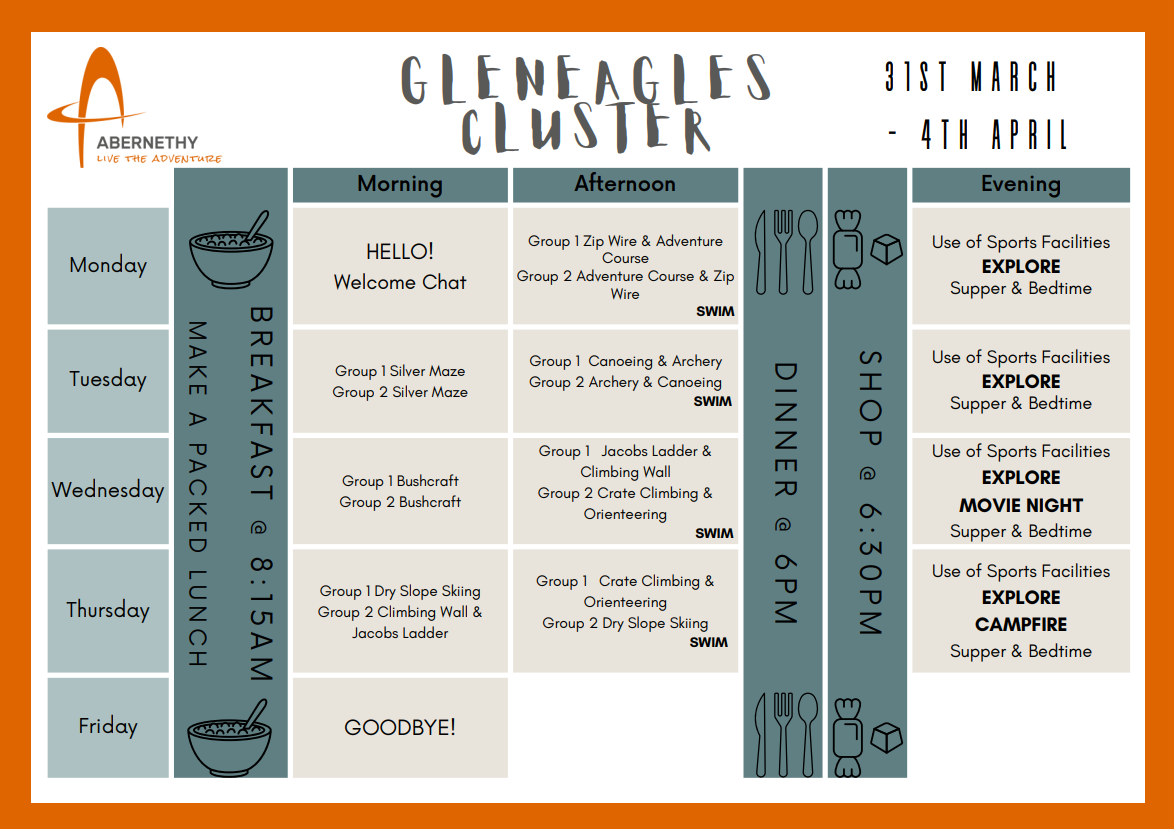 GLENEAGLES
CLUSTER
31ST MARCH
- 4TH APRIL
ABERNETHY
LIVE THE ADVENTURE
Morning
Afternoon
Evening
BREAKFAST @ 8:15AM
MAKE A PACKED LUNCH
DINNER @ 6PM
SHOP @ 6:30PM
Monday
HELLO!
Welcome Chat
Group 1 Zip Wire & Adventure
Course
Group 2 Adventure Course & Zip
Wire
SWIM
Use of Sports Facilities
EXPLORE
Supper & Bedtime
Tuesday
Group 1 Silver Maze
Group 2 Silver Maze
Group 1 Canoeing & Archery
Group 2 Archery & Canoeing
SWIM
Use of Sports Facilities
EXPLORE
Supper & Bedtime
Wednesday
Group 1 Bushcraft
Group 2 Bushcraft
Group 1 Jacobs Ladder &
Climbing Wall
Group 2 Crate Climbing &
Orienteering
SWIM
Use of Sports Facilities
EXPLORE
MOVIE NIGHT
Supper & Bedtime
Thursday
Group 1 Dry Slope Skiing
Group 2 Climbing Wall &
Jacobs Ladder
Group 1 Crate Climbing &
Orienteering
Group 2 Dry Slope Skiing
SWIM
Use of Sports Facilities
EXPLORE
CAMPFIRE
Supper & Bedtime
Friday
GOODBYE!